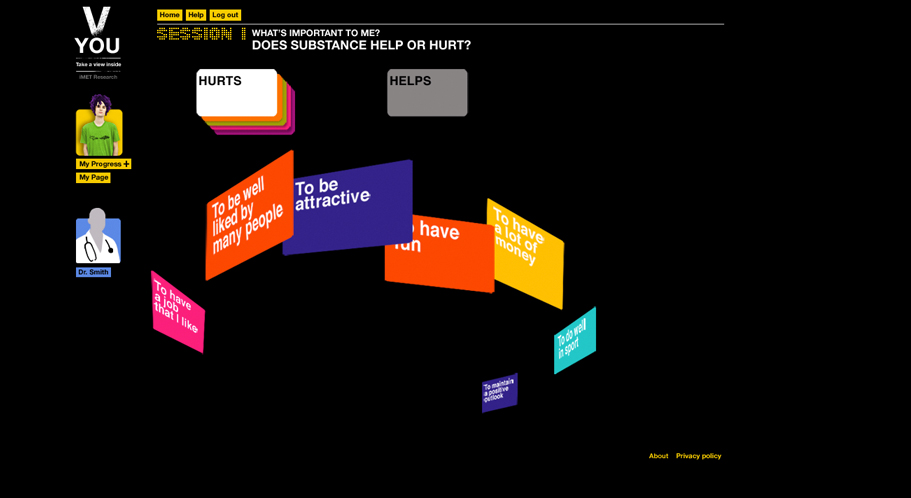 V
YOU
Take a view inside
iMET Research
Home Help Log out
SESSION 1
WHAT'S IMPORTANT TO ME?
DOES SUBSTANCE HELP OR HURT?
HURTS
HELPS
My Progress +
My Page
Dr. Smith
To be well
liked by
many people
To be
attractive
To have
fun
To have
a lot of
money
To have
a job
that I like
To do well
in sport
To maintain
a positive
outlook
About Privacy policy